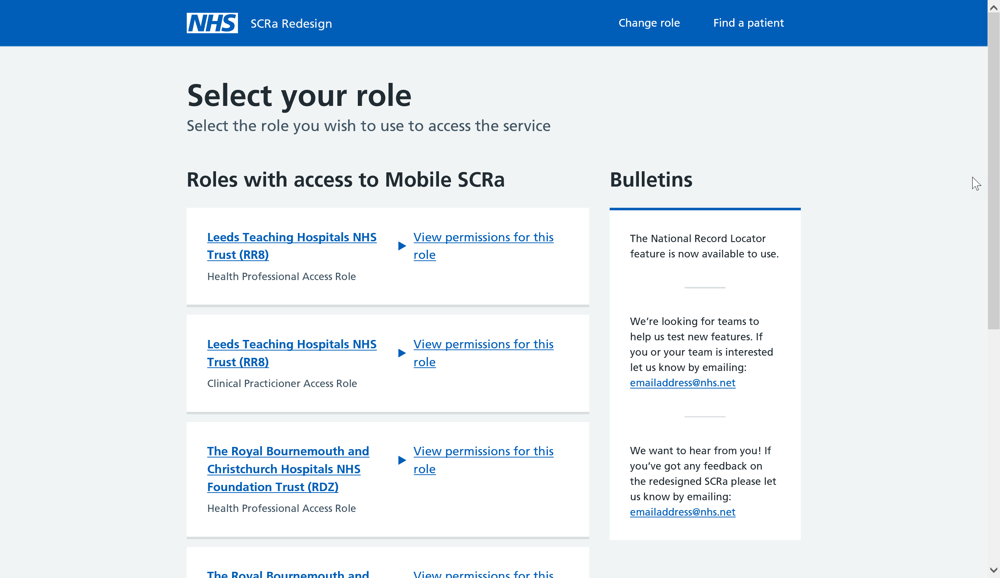 NHS
SCRa Redesign
Change role
Find a patient
Select your role
Select the role you wish to use to access the service
Roles with access to Mobile SCRa
Leeds Teaching Hospitals NHS
Trust (RR8)
Health Professional Access Role
View permissions for this
role
Leeds Teaching Hospitals NHS
Trust (RR8)
Clinical Practicioner Access Role
View permissions for this
role
The Royal Bournemouth and
Christchurch Hospitals NHS
Foundation Trust (RDZ)
Health Professional Access Role
View permissions for this
role
The Royal Bournemouth and
View permissions for this
Bulletins
The National Record Locator
feature is now available to use.
We’re looking for teams to
help us test new features. If
you or your team is interested
let us know by emailing:
emailaddress@nhs.net
We want to hear from you! If
you’ve got any feedback on
the redesigned SCRa please let
us know by emailing:
emailaddress@nhs.net